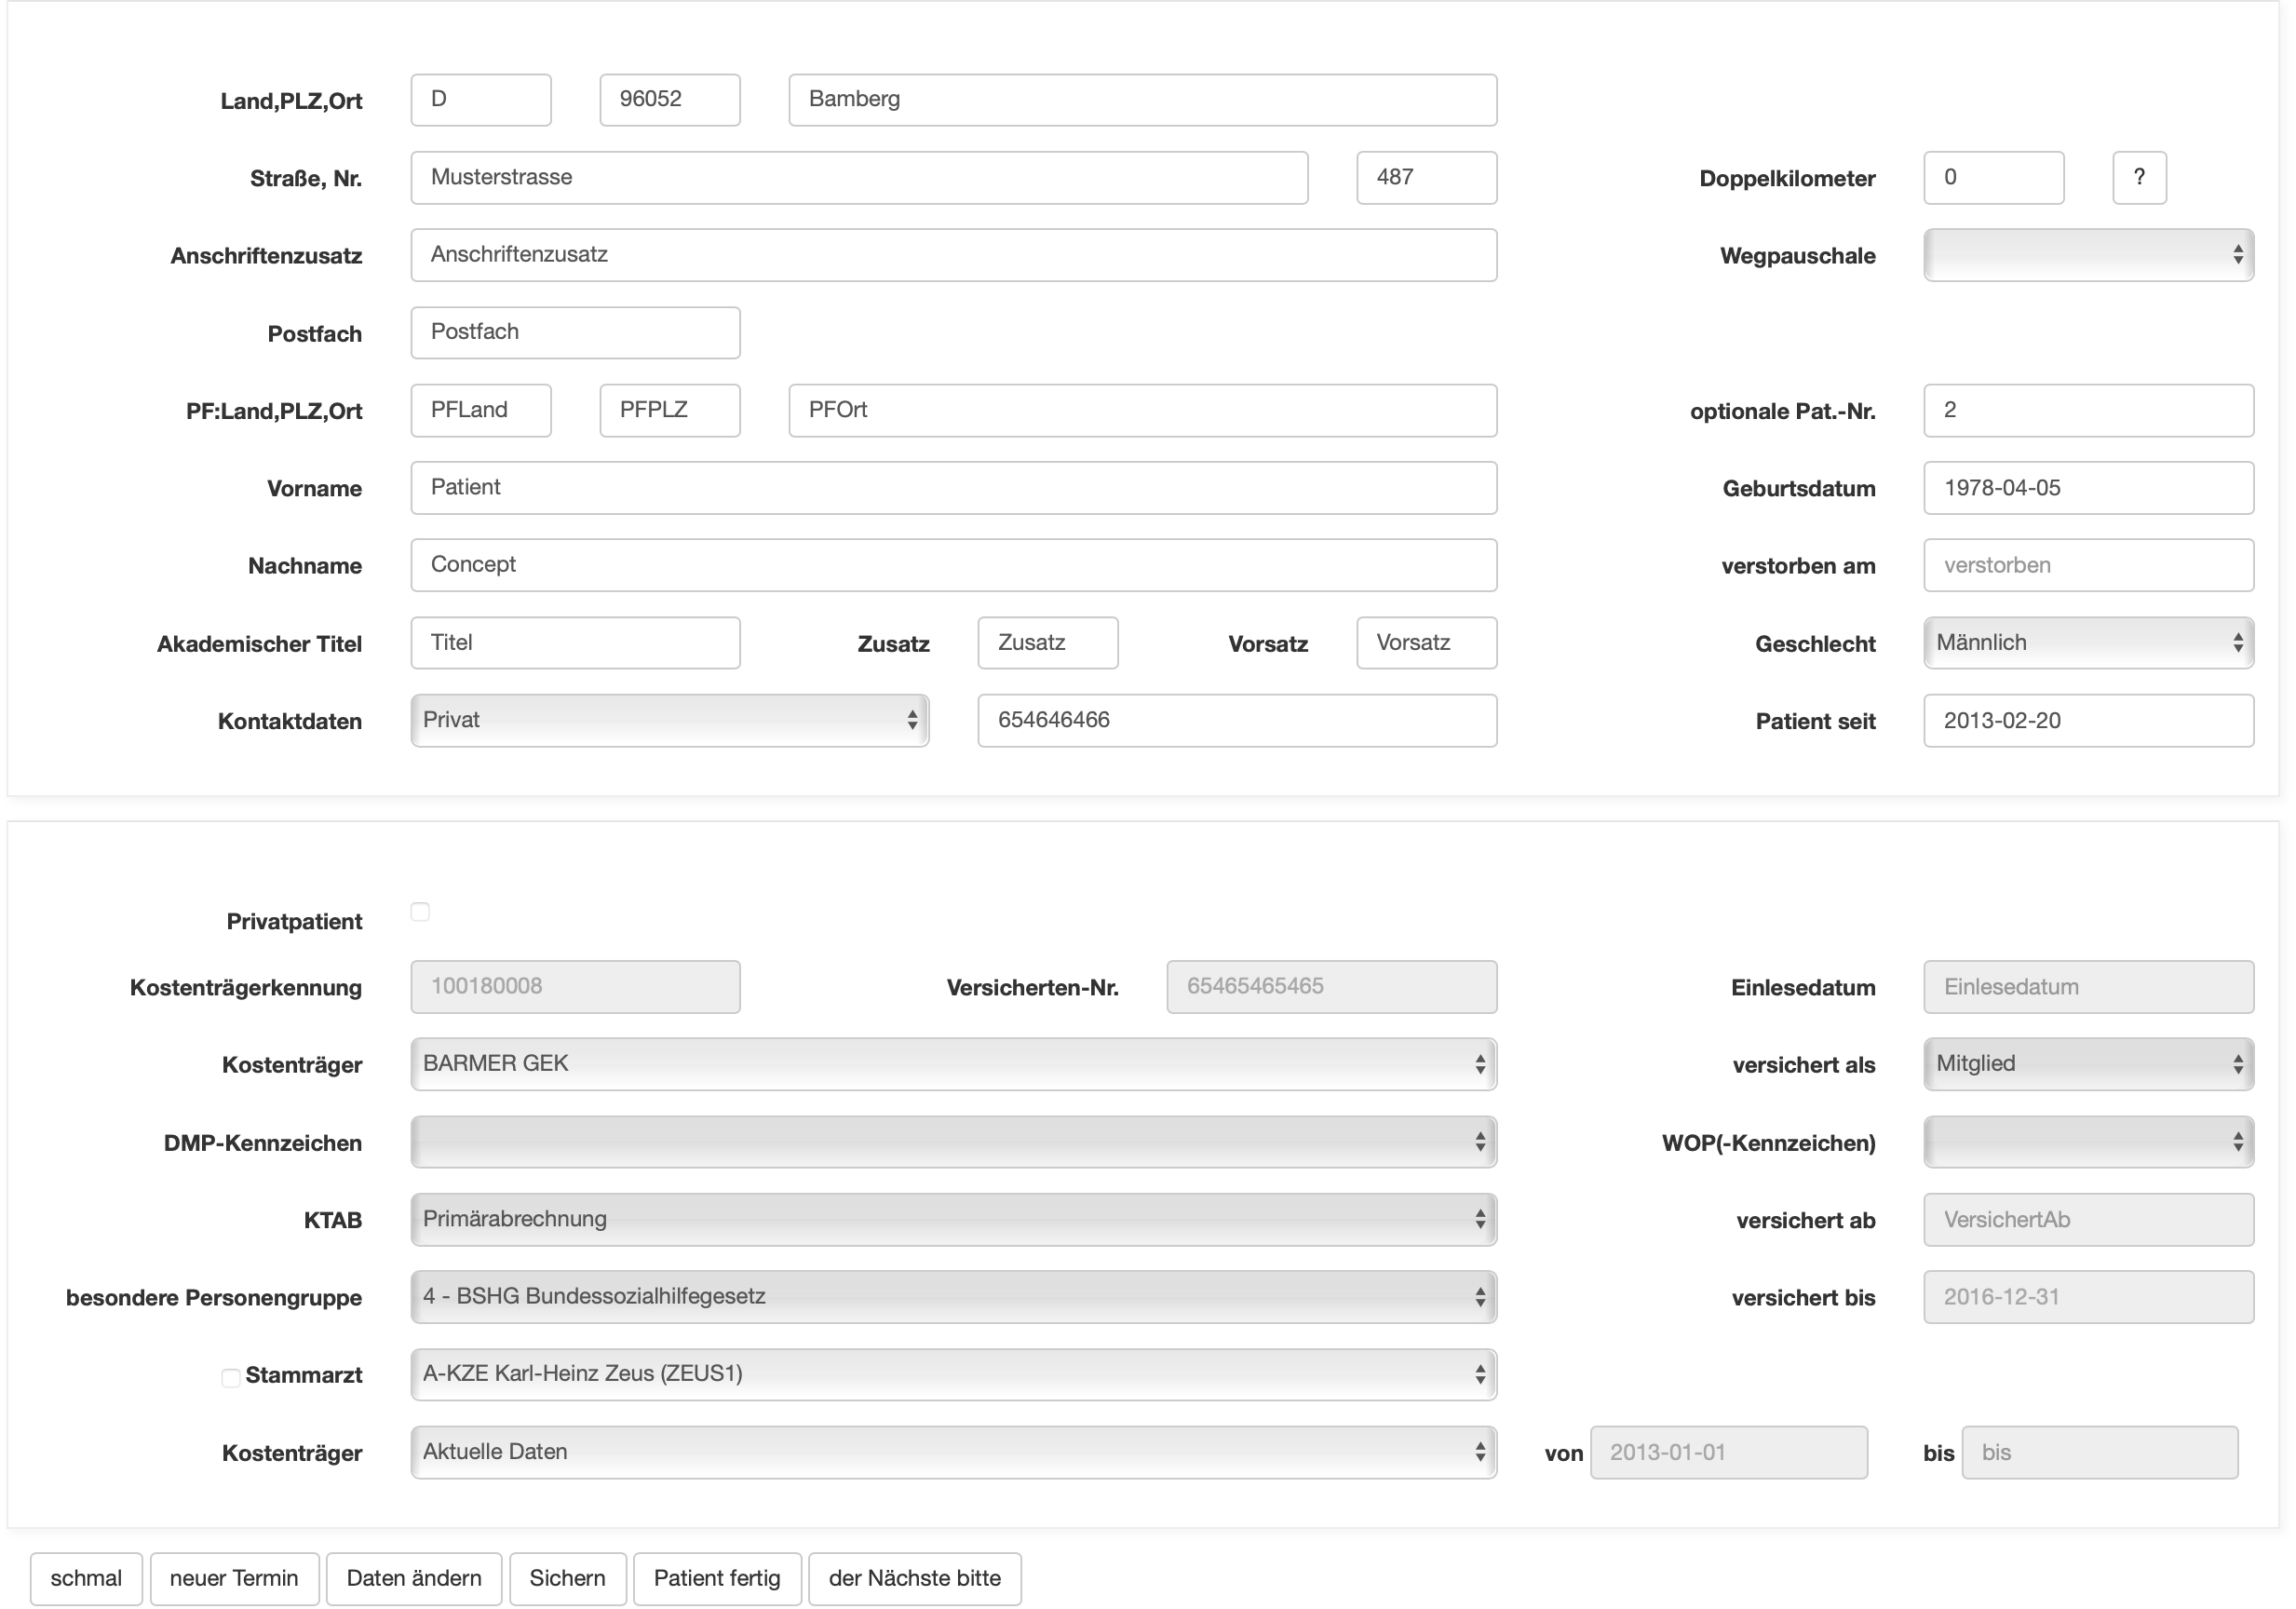 Land,PLZ,Ort D 96052 Bamberg
Straße, Nr. Musterstrasse 487 Doppelkilometer 0 ?
Anschriftenzusatz Anschriftenzusatz Wegpauschale
Postfach Postfach
PF:Land,PLZ,Ort PFLand PFPLZ PFOrt optionale Pat.-Nr. 2
Vorname Patient Geburtsdatum 1978-04-05
Nachname Concept verstorben am verstorben
Akademischer Titel Titel Zusatz Zusatz Vorsatz Vorsatz Geschlecht Männlich
Kontaktdaten Privat 654646466 Patient seit 2013-02-20
Privatpatient
Kostenträgerkennung 100180008 Versicherten-Nr. 65465465465 Einlesedatum Einlesedatum
Kostenträger BARMER GEK versichert als Mitglied
DMP-Kennzeichen WOP(-Kennzeichen)
KTAB Primärabrechnung versichert ab VersichertAb
besondere Personengruppe 4 - BSHG Bundessozialhilfegesetz versichert bis 2016-12-31
Stammarzt A-KZE Karl-Heinz Zeus (ZEUS1)
Kostenträger Aktuelle Daten von 2013-01-01 bis bis
schmal neuer Termin Daten ändern Sichern Patient fertig der Nächste bitte